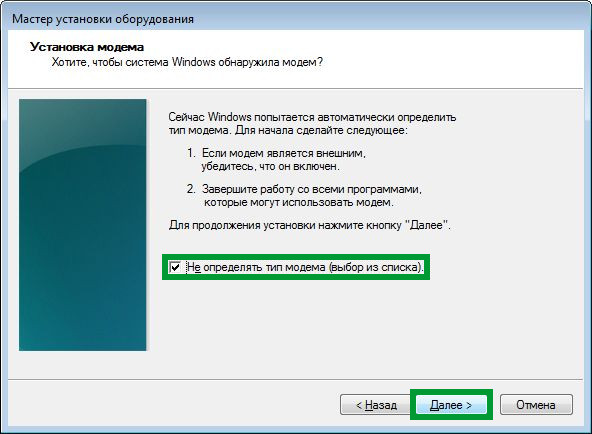 Мастер установки оборудования
Установка модема
Хотите, чтобы система Windows обнаружила модем?
Сейчас Windows попытается автоматически определить
тип модема. Для начала сделайте следующее:
1. Если модем является внешним,
убедитесь, что он включен.
2. Завершите работу со всеми программами,
которые могут использовать модем.
Для продолжения установки нажмите кнопку "Далее".
Не определять тип модема (выбор из списка).
< Назад
Далее >
Отмена